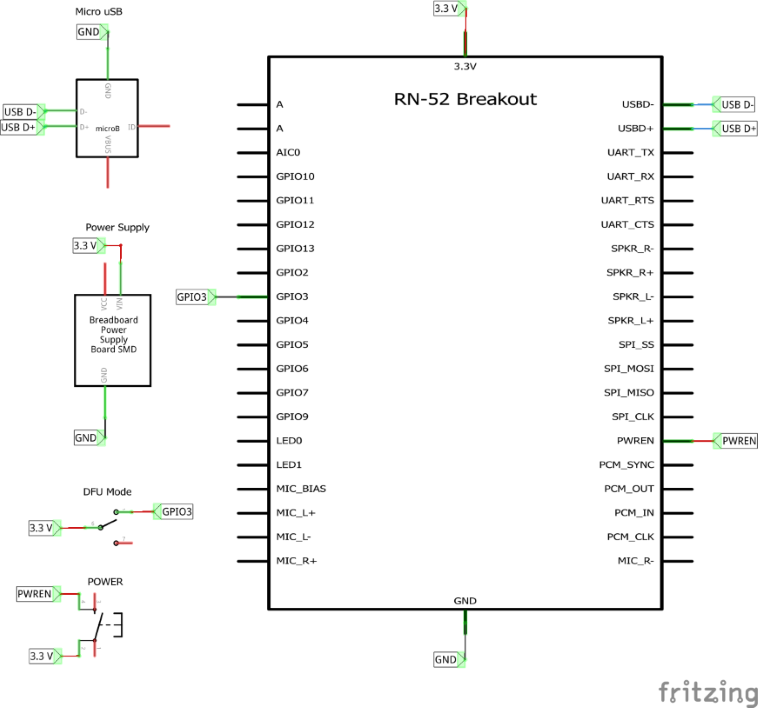 Micro uSB
GND
GND
USB D-
USB D+
D-
D+
microB
ID
VBUS
Power Supply
3.3 V
VCC
VIN
Breadboard
Power
Supply
Board SMD
GND
GND
DFU Mode
GPIO3
3.3 V
POWER
PWREN
3.3 V
3.3 V
3.3V
RN-52 Breakout
GPIO3
A
A
AIC0
GPIO10
GPIO11
GPIO12
GPIO13
GPIO2
GPIO3
GPIO4
GPIO5
GPIO6
GPIO7
GPIO9
LED0
LED1
MIC_BIAS
MIC_L+
MIC_L-
MIC_R+
USBD-
USBD+
UART_TX
UART_RX
UART_RTS
UART_CTS
SPKR_R-
SPKR_R+
SPKR_L-
SPKR_L+
SPI_SS
SPI_MOSI
SPI_MISO
SPI_CLK
PWREN
PCM_SYNC
PCM_OUT
PCM_IN
PCM_CLK
MIC_R-
USB D-
USB D+
PWREN
GND
GND
fritzing